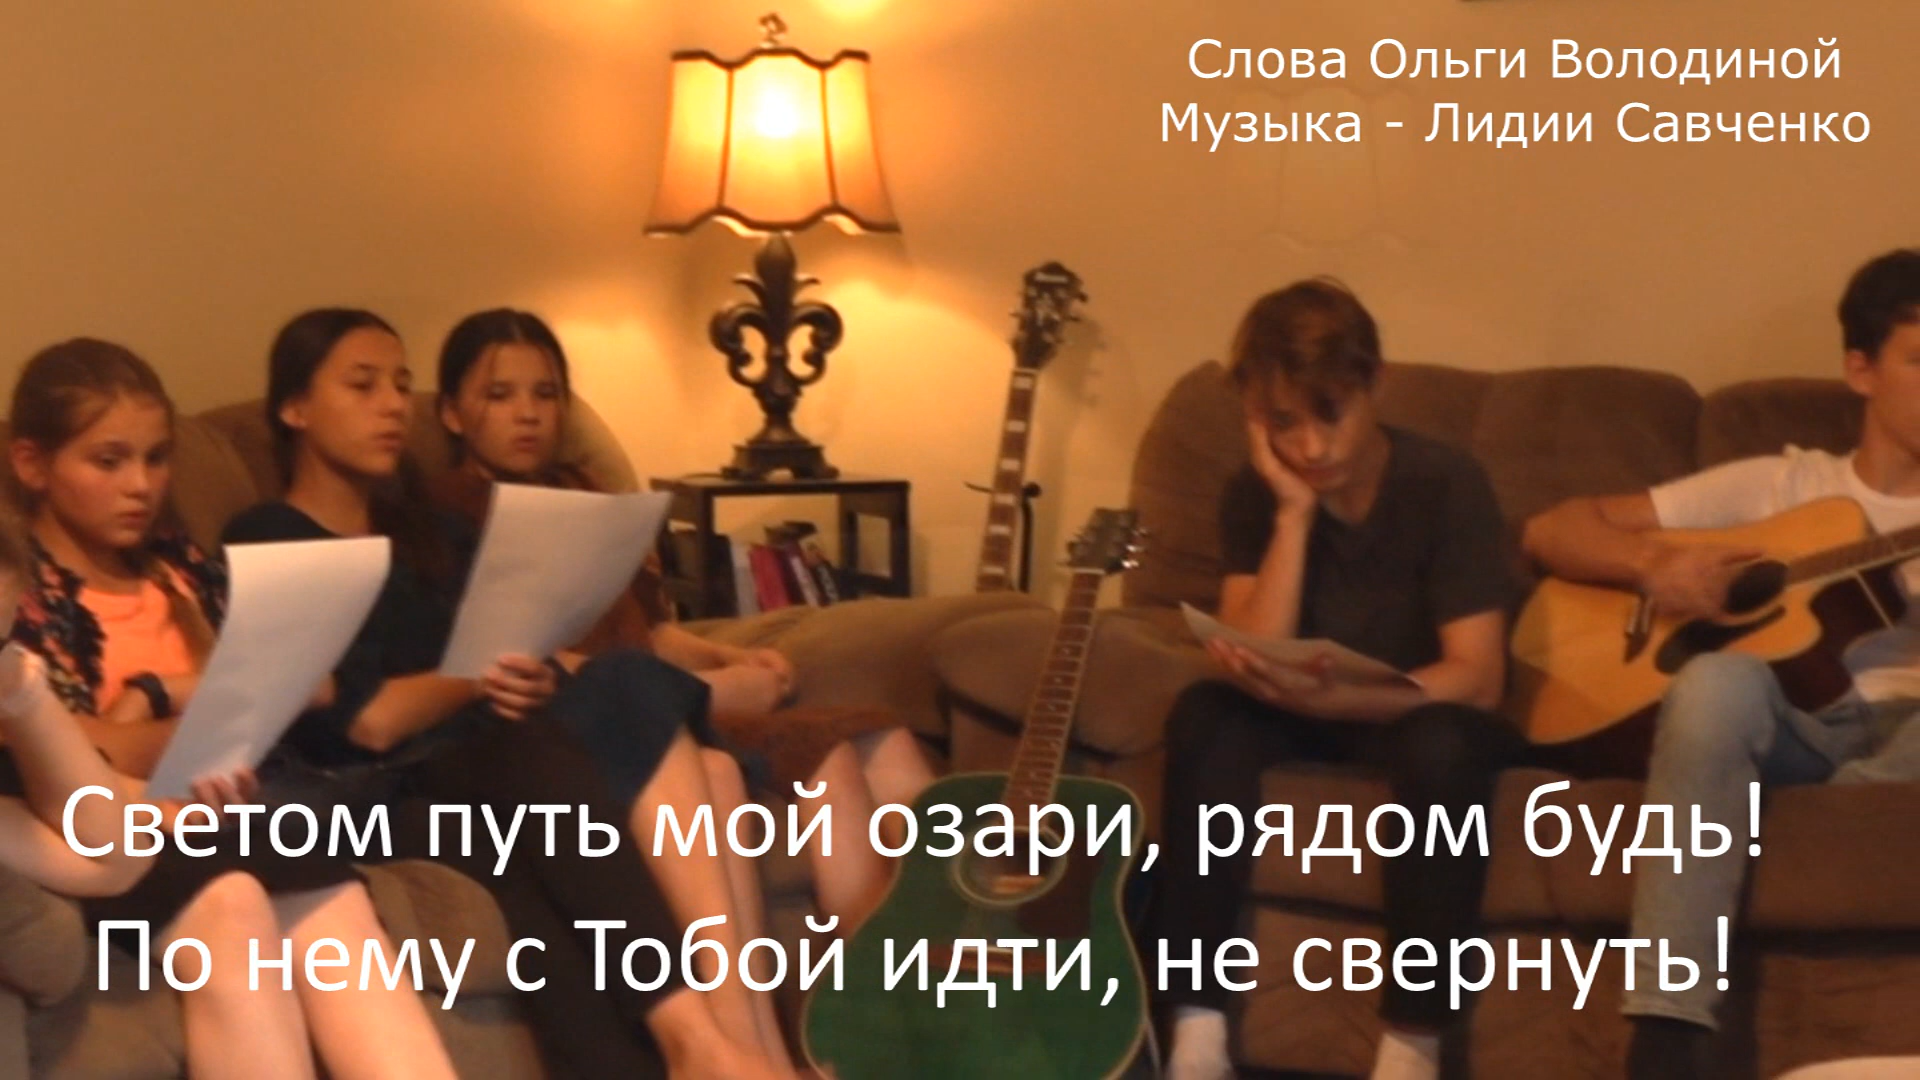 Слова Ольги Володиной
Музыка - Лидии Савченко
Светом путь мой озари, рядом будь!
По нему с Тобой идти, не свернуть!